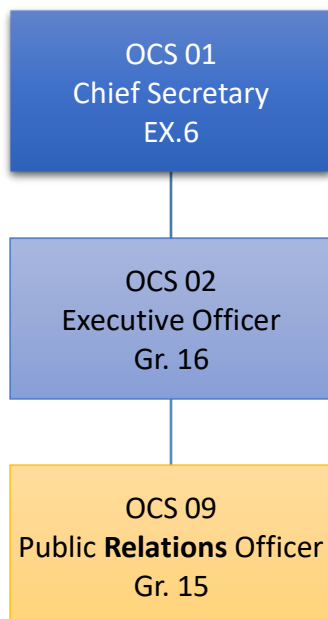 OCS 01
Chief Secretary
EX.6
OCS 02
Executive Officer
Gr. 16
OCS 09
Public Relations Officer
Gr. 15